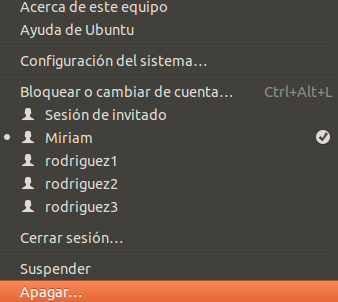 Acerca de este equipo
Ayuda de Ubuntu
Configuración del sistema...
Bloquear o cambiar de cuenta... Ctrl+Alt+L
Sesión de invitado
Miriam
rodriguez1
rodriguez2
rodriguez3
Cerrar sesión...
Suspender
Apagar...